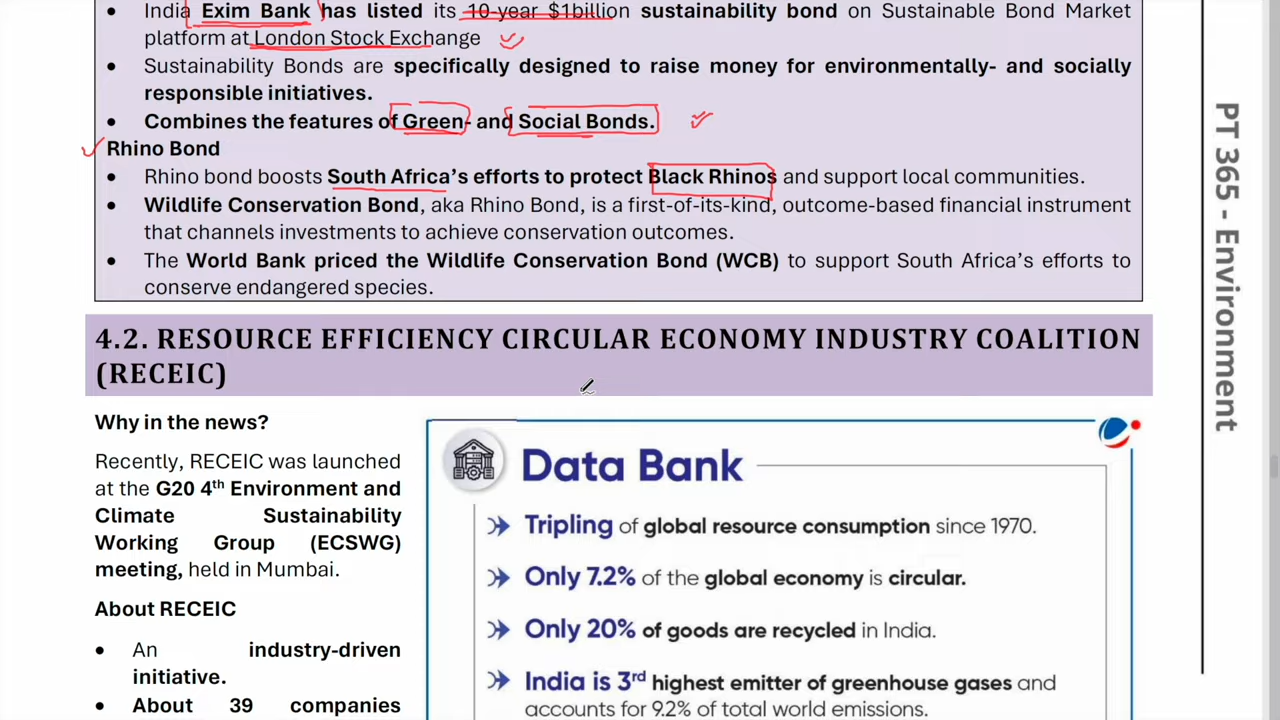 India Exim Bank has listed its 10-year $1billion sustainability bond on Sustainable Bond Market
platform at London Stock Exchange
• Sustainability Bonds are specifically designed to raise money for environmentally- and socially
responsible initiatives.
• Combines the features of Green- and Social Bonds.
Rhino Bond
• Rhino bond boosts South Africa's efforts to protect Black Rhinos and support local communities.
• Wildlife Conservation Bond, aka Rhino Bond, is a first-of-its-kind, outcome-based financial instrument
that channels investments to achieve conservation outcomes.
• The World Bank priced the Wildlife Conservation Bond (WCB) to support South Africa's efforts to
conserve endangered species.
4.2. RESOURCE EFFICIENCY CIRCULAR ECONOMY INDUSTRY COALITION
(RECEIC)
Why in the news?
Recently, RECEIC was launched
at the G20 4th Environment and
Climate Sustainability
Working Group (ECSWG)
meeting, held in Mumbai.
About RECEIC
• An industry-driven
initiative.
• About 39 companies
Data Bank
Tripling of global resource consumption since 1970.
Only 7.2% of the global economy is circular.
Only 20% of goods are recycled in India.
India is 3rd highest emitter of greenhouse gases and
accounts for 9.2% of total world emissions.
PT 365 - Environment